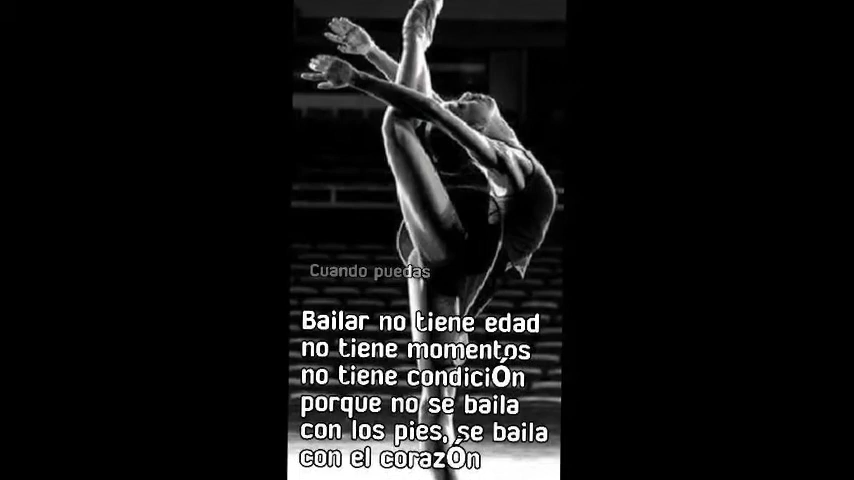 Cuando puedas
Bailar no tiene edad
no tiene momentos
no tiene condiciÓn
porque no se baila
con los pies, se baila
con el corazÓn